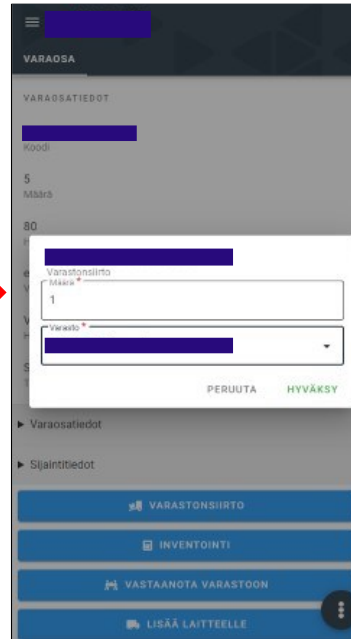 VARAOSA
VARAOSATIEDOT
Koodi
5
Määrä
80
Varastonsiirto
Määrä *
1
Varasto *
PERUUTA HYVÄKSY
▶ Varaosatiedot
▶ Sijaintitiedot
VARASTONSIIRTO
INVENTOINTI
VASTAANOTA VARASTOON
LISÄÄ LAITTEELLE